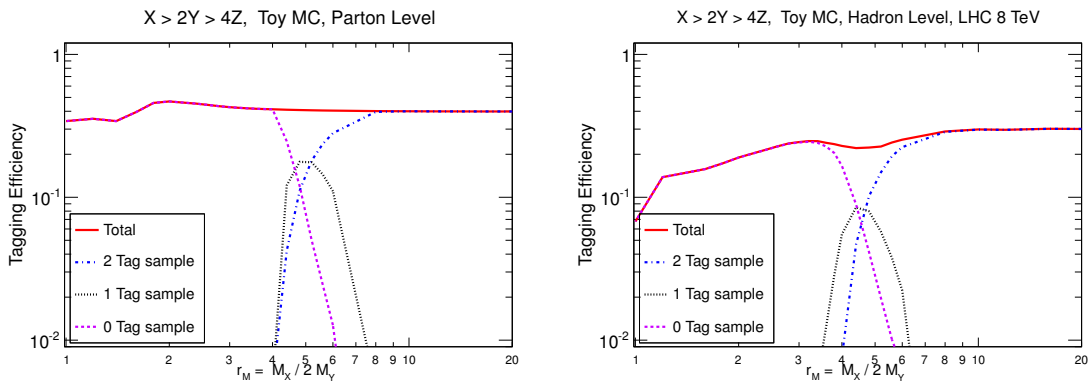 X > 2Y > 4Z, Toy MC, Parton Level
Tagging Efficiency
1
10⁻¹
10⁻²
Total
2 Tag sample
1 Tag sample
0 Tag sample
1 2 3 4 5 6 7 8 9 10 20
r_M = M_X / 2 M_Y
X > 2Y > 4Z, Toy MC, Hadron Level, LHC 8 TeV
Tagging Efficiency
1
10⁻¹
10⁻²
Total
2 Tag sample
1 Tag sample
0 Tag sample
1 2 3 4 5 6 7 8 9 10 20
r_M = M_X / 2 M_Y